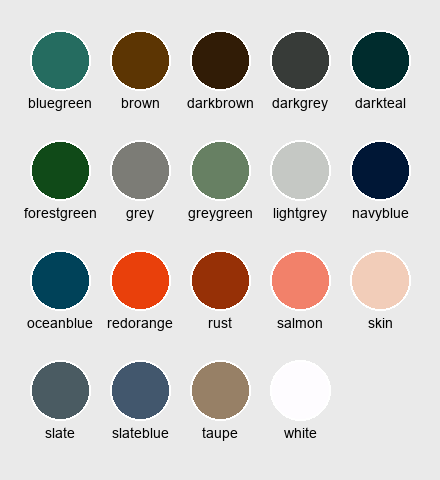 bluegreen brown darkbrown darkgrey darkteal
forestgreen grey greygreen lightgrey navyblue
oceanblue redorange rust salmon skin
slate slateblue taupe white